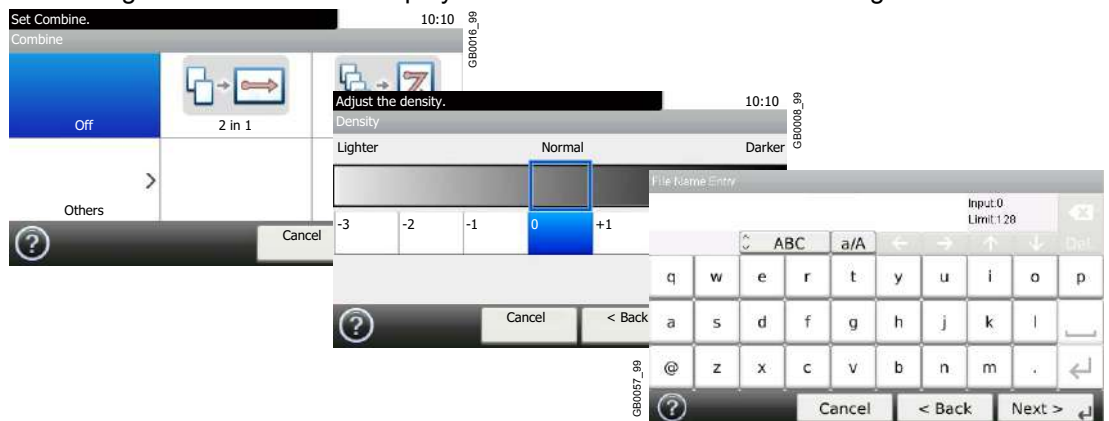 Set Combine.
10:10
Combine
Off
2 in 1
Others
Cancel
GB0016_99
Adjust the density.
10:10
Density
Lighter Normal Darker
-3 -2 -1 0 +1
Cancel < Back
GB0008_99
File Name Entry
Input:0
Limit:128
ABC a/A ← → ↑ ↓ Del.
q w e r t y u i o p
a s d f g h j k l
@ z x c v b n m .
Cancel < Back Next >
GB0057_99